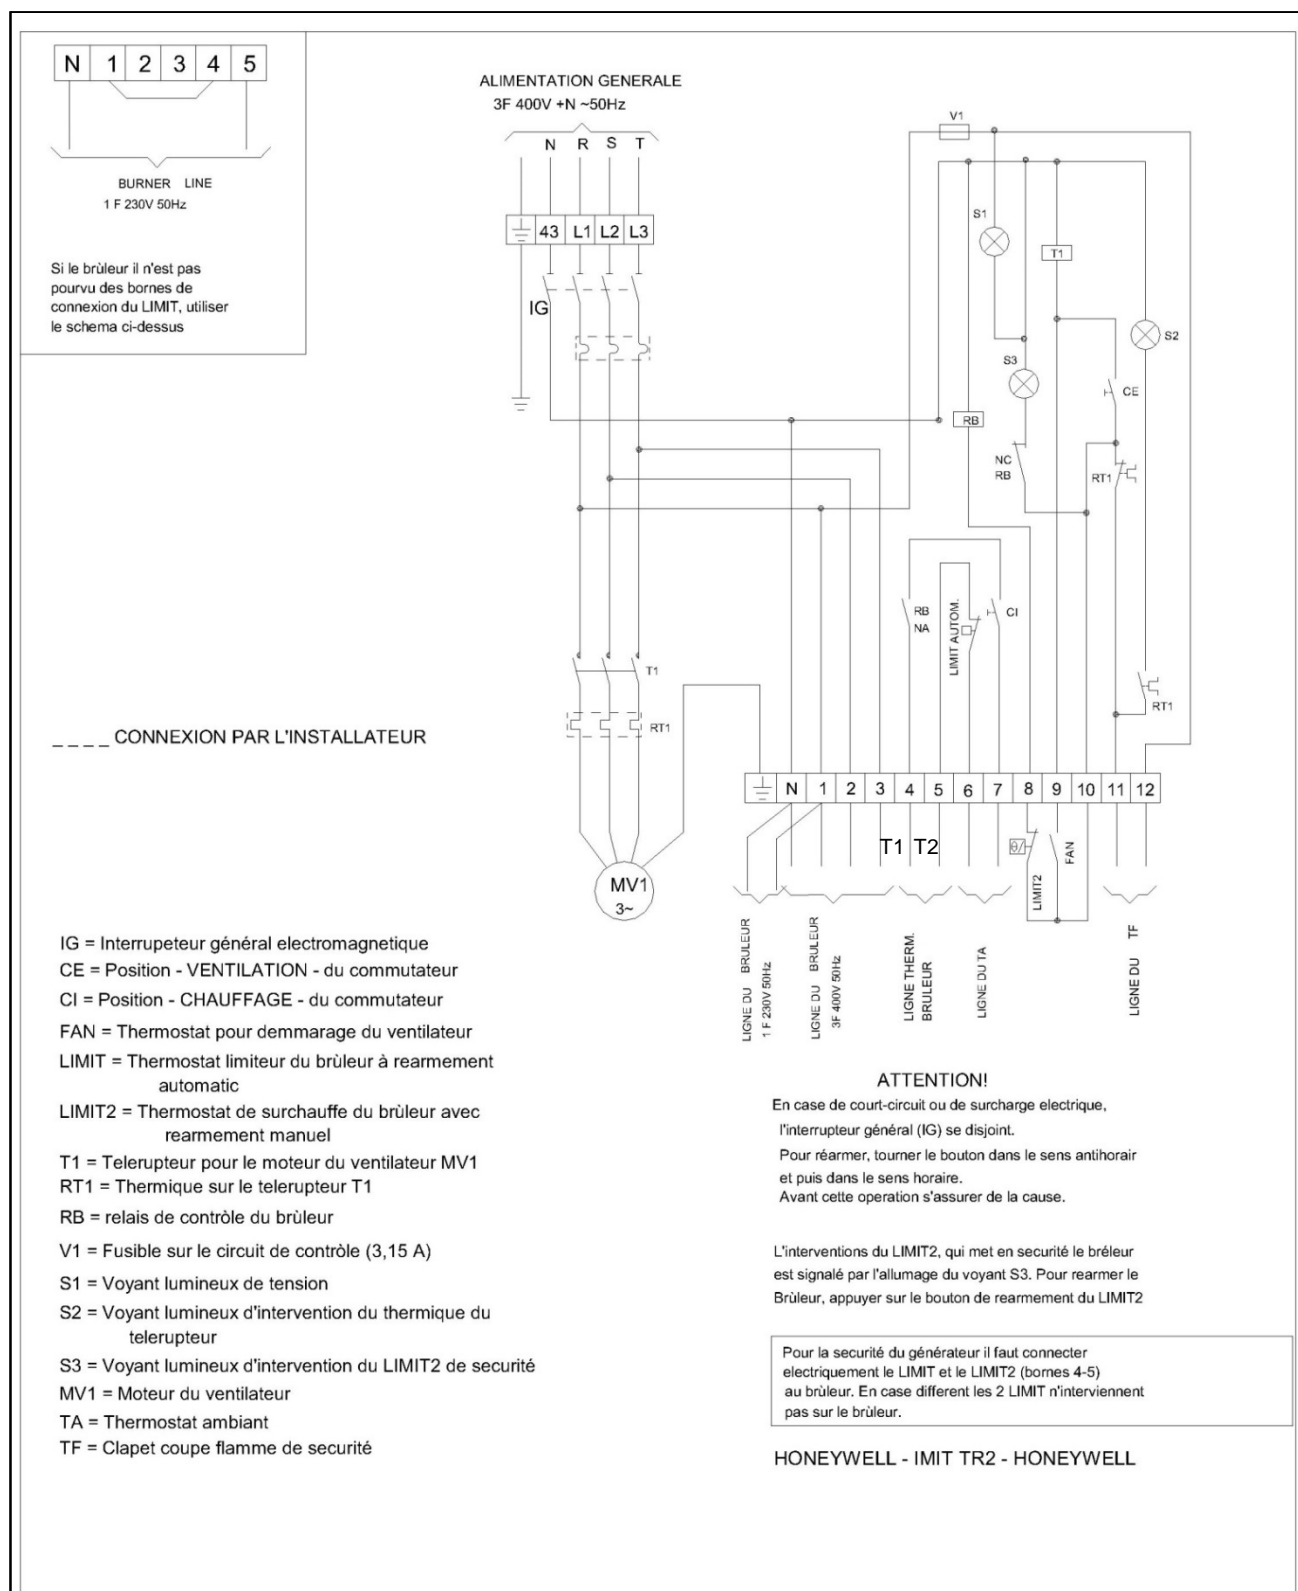 N 1 2 3 4 5
BURNER LINE
1 F 230V 50Hz
Si le brùleur il n'est pas
pourvu des bornes de
connexion du LIMIT, utiliser
le schema ci-dessus
ALIMENTATION GENERALE
3F 400V +N ~50Hz
N R S T
43 L1 L2 L3
IG
V1
S1
T1
S2
S3
CE
RB
NC
RB
RT1
RB
NA
LIMIT AUTOM.
CI
T1
RT1
RT1
_ _ _ _ CONNEXION PAR L'INSTALLATEUR
N 1 2 3 4 5 6 7 8 9 10 11 12
T1 T2
θ/
LIMIT2
FAN
MV1
3~
LIGNE DU BRULEUR
1 F 230V 50Hz
LIGNE DU BRULEUR
3F 400V 50Hz
LIGNE THERM.
BRULEUR
LIGNE DU TA
LIGNE DU TF
IG = Interrupeteur général electromagnetique
CE = Position - VENTILATION - du commutateur
CI = Position - CHAUFFAGE - du commutateur
FAN = Thermostat pour demmarage du ventilateur
LIMIT = Thermostat limiteur du brùleur à rearmement
automatic
LIMIT2 = Thermostat de surchauffe du brùleur avec
rearmement manuel
T1 = Telerupteur pour le moteur du ventilateur MV1
RT1 = Thermique sur le telerupteur T1
RB = relais de contrôle du brùleur
V1 = Fusible sur le circuit de contrôle (3,15 A)
S1 = Voyant lumineux de tension
S2 = Voyant lumineux d'intervention du thermique du
telerupteur
S3 = Voyant lumineux d'intervention du LIMIT2 de securité
MV1 = Moteur du ventilateur
TA = Thermostat ambiant
TF = Clapet coupe flamme de securité
ATTENTION!
En case de court-circuit ou de surcharge electrique,
l'interrupteur général (IG) se disjoint.
Pour réarmer, tourner le bouton dans le sens antihorair
et puis dans le sens horaire.
Avant cette operation s'assurer de la cause.
L'interventions du LIMIT2, qui met en securité le bréleur
est signalé par l'allumage du voyant S3. Pour rearmer le
Brùleur, appuyer sur le bouton de rearmement du LIMIT2
Pour la securité du générateur il faut connecter
electriquement le LIMIT et le LIMIT2 (bornes 4-5)
au brùleur. En case different les 2 LIMIT n'interviennent
pas sur le brùleur.
HONEYWELL - IMIT TR2 - HONEYWELL